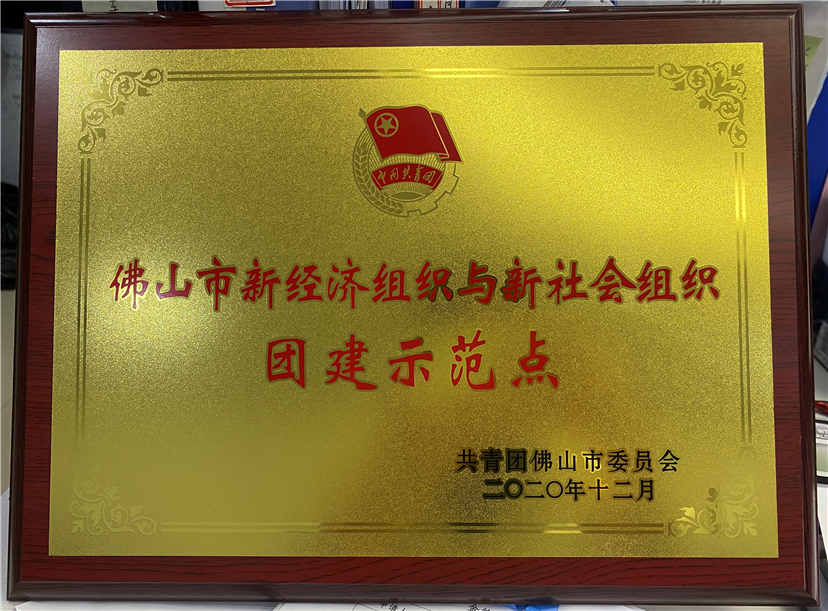 中国共青团
佛山市新经济组织与新社会组织
团建示范点
共青团佛山市委员会
二〇二〇年十二月